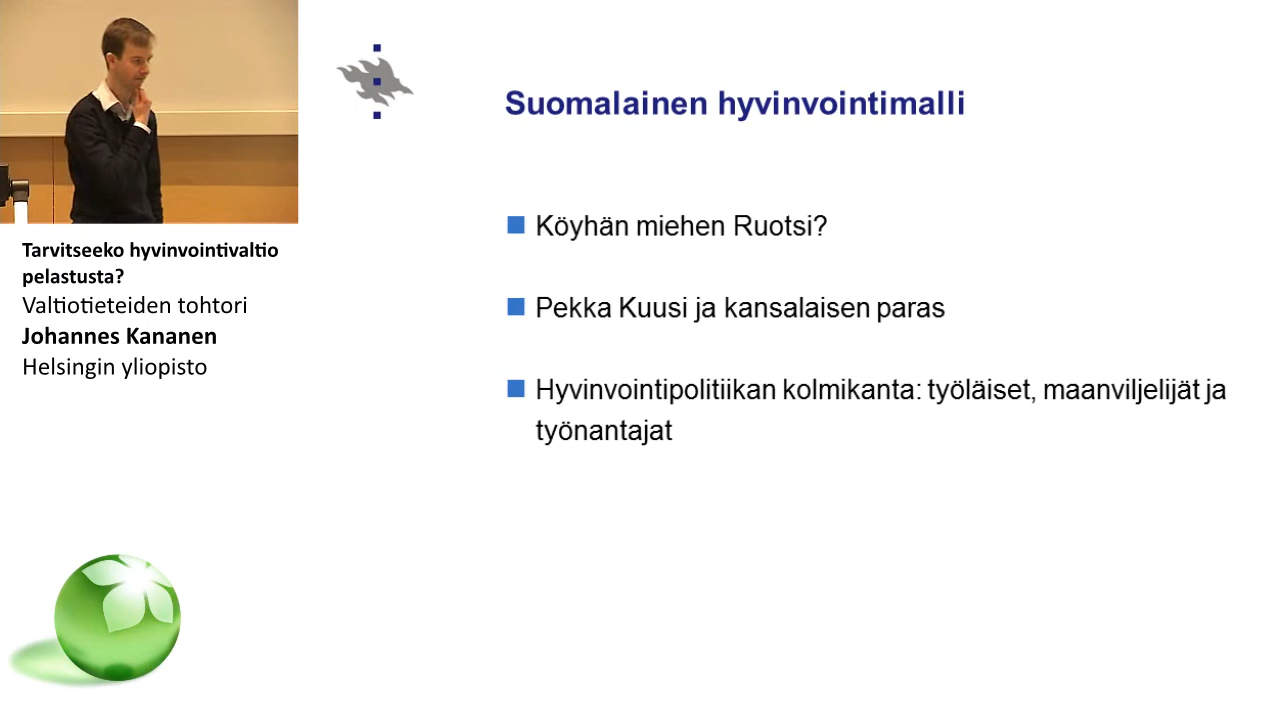 Suomalainen hyvinvointimalli
Köyhän miehen Ruotsi?
Pekka Kuusi ja kansalaisen paras
Hyvinvointipolitiikan kolmikanta: työläiset, maanviljelijät ja
työnantajat
Tarvitseeko hyvinvointivaltio
pelastusta?
Valtiotieteiden tohtori
Johannes Kananen
Helsingin yliopisto